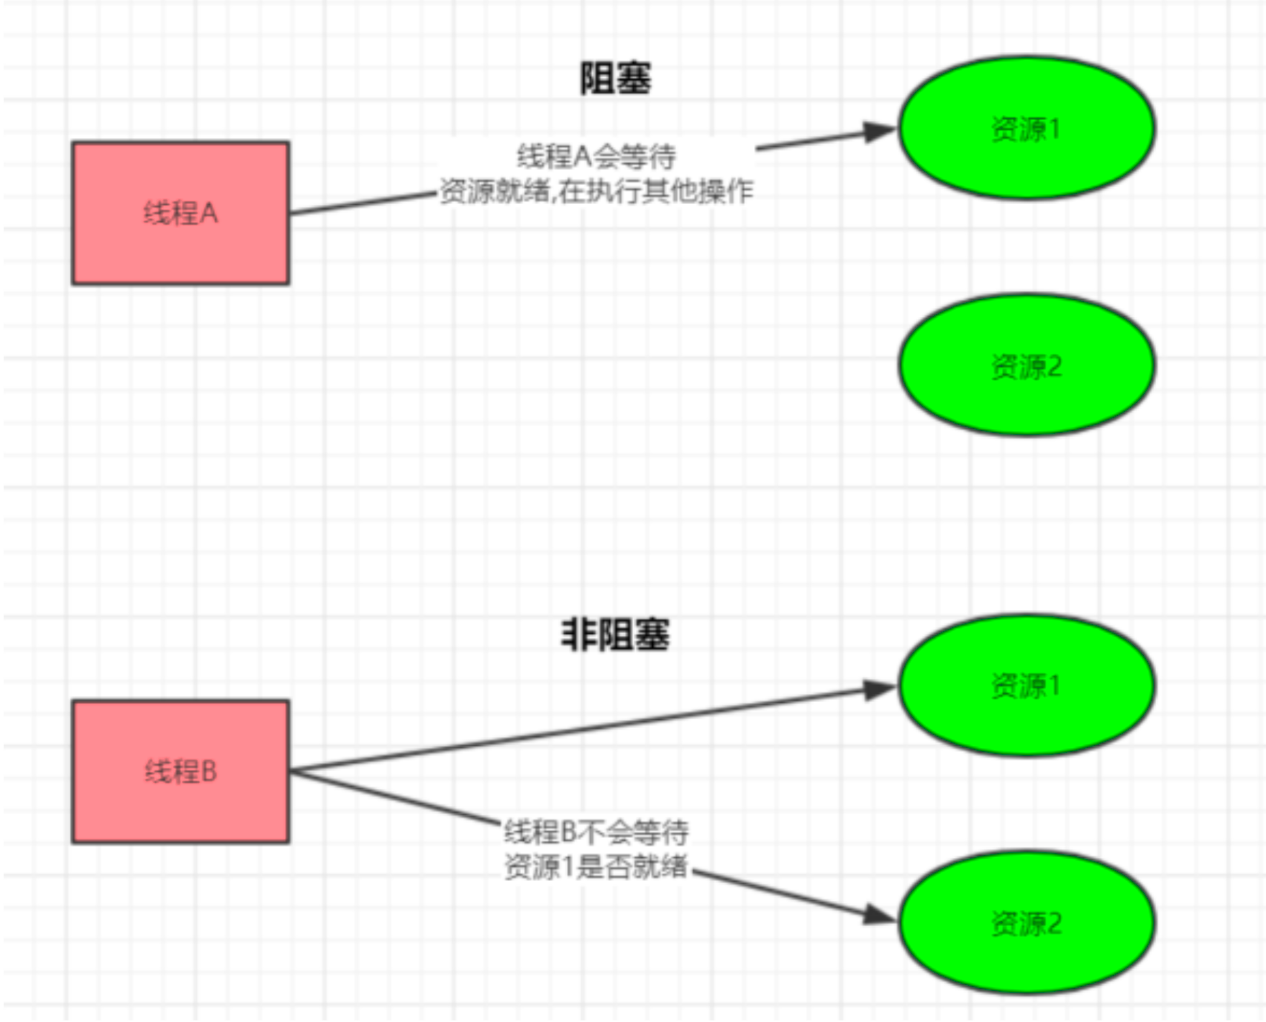 阻塞
资源1
线程A会等待
资源就绪,在执行其他操作
线程A
资源2
非阻塞
资源1
线程B
线程B不会等待
资源1是否就绪
资源2